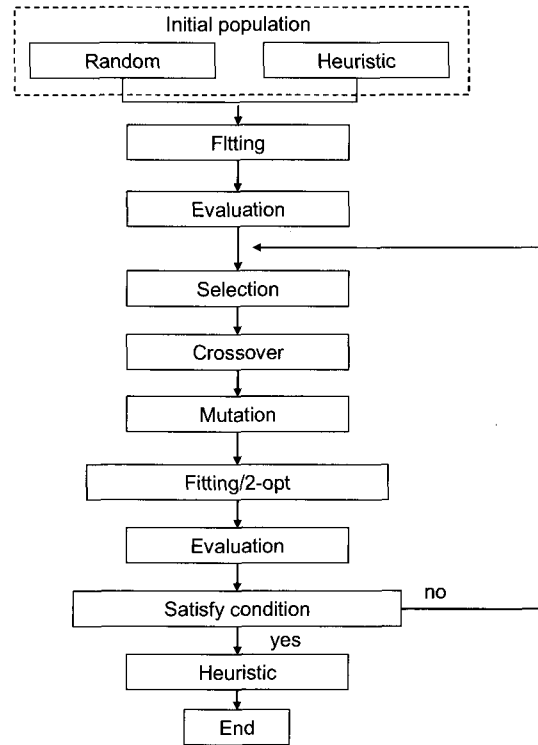 Initial population
Random
Heuristic
FItting
Evaluation
Selection
Crossover
Mutation
Fitting/2-opt
Evaluation
Satisfy condition
no
yes
Heuristic
End